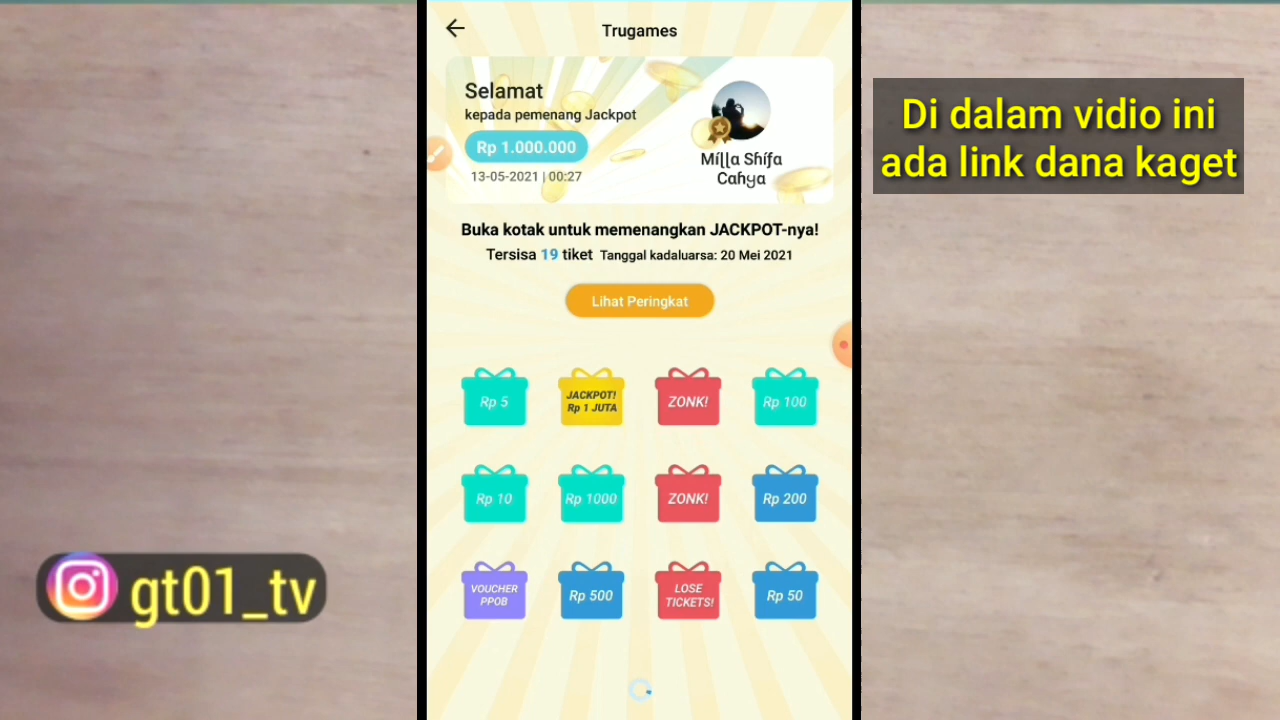 Trugames
Selamat
kepada pemenang Jackpot
Rp 1.000.000
13-05-2021 | 00:27
Milla Shifa
Cahya
Di dalam vidio ini
ada link dana kaget
Buka kotak untuk memenangkan JACKPOT-nya!
Tersisa 19 tiket Tanggal kadaluarsa: 20 Mei 2021
Lihat Peringkat
Rp 5
JACKPOT!
Rp 1 JUTA
ZONK!
Rp 100
Rp 10
Rp 1000
ZONK!
Rp 200
VOUCHER
PPOB
Rp 500
LOSE
TICKETS!
Rp 50
gt01_tv